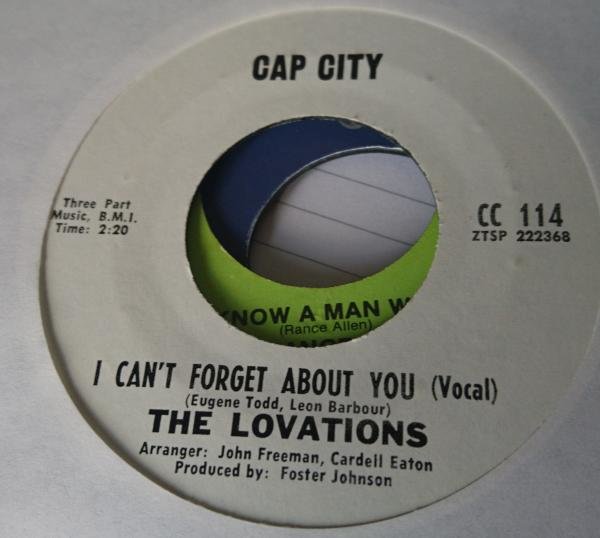 CAP CITY
Three Part
Music, B.M.I.
Time: 2:20
CC 114
ZTSP 222368
KNOW A MAN W
(Rance Allen)
I CAN'T FORGET ABOUT YOU (Vocal)
(Eugene Todd, Leon Barbour)
THE LOVATIONS
Arranger: John Freeman, Cardell Eaton
Produced by: Foster Johnson